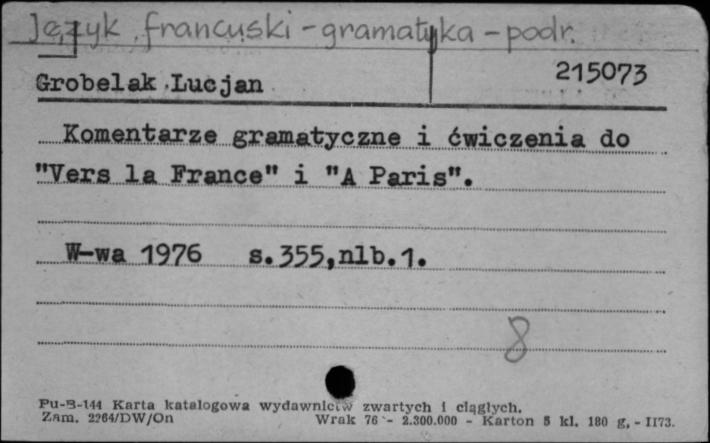 Język francuski - gramatyka - podr.
Grobelak Lucjan 215073
Komentarze gramatyczne i ćwiczenia do
"Vers la France" i "A Paris".
W-wa 1976 s.355,nlb.1.
8
Pu-B-144 Karta katalogowa wydawnictw zwartych i ciągłych.
Zam. 2264/DW/On Wrak 76 - 2.300.000 - Karton 5 kl. 180 g. - II73.